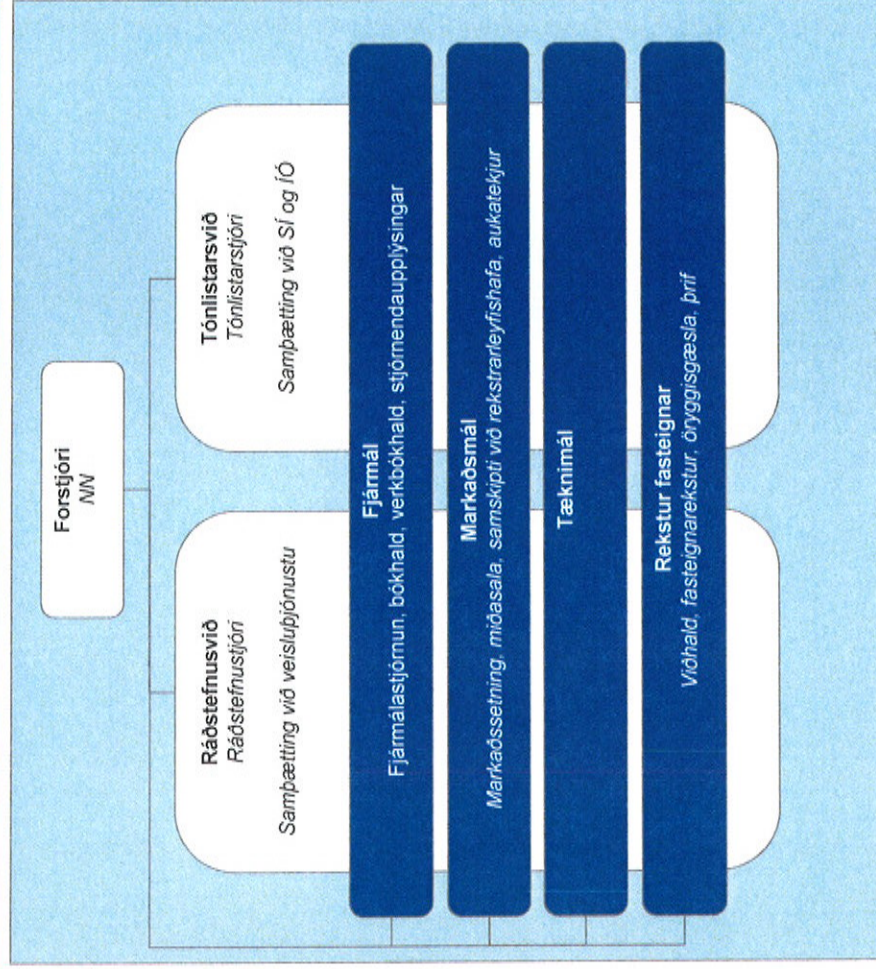 Forstjóri
NN
Ráðstefnusvið
Ráðstefnustjóri
Samþætting við veisluþjónustu
Tónlistarsvið
Tónlistarstjóri
Samþætting við SÍ og ÍÓ
Fjármál
Fjármálastjórnun, bókhald, verkbókhald, stjórnendaupplýsingar
Markaðsmál
Markaðssetning, miðasala, samskipti við rekstrarleyfishafa, aukatekjur
Tæknimál
Rekstur fasteignar
Viðhald, fasteignarekstur, öryggisgæsla, þrif